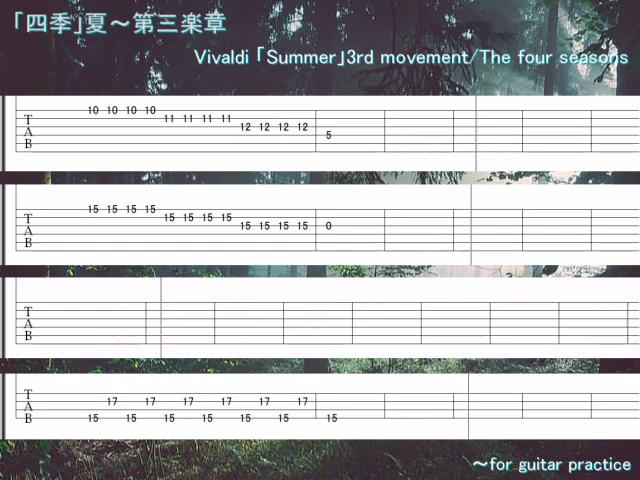 「四季」夏～第三楽章
Vivaldi「Summer」3rd movement/The four seasons
10 10 10 10
T 11 11 11 11
A 12 12 12 12
B 5
15 15 15 15
T 15 15 15 15
A 15 15 15 15 0
B
T
A
B
T
A 17 17 17 17 17 17
B 15 15 15 15 15 15 15
～for guitar practice